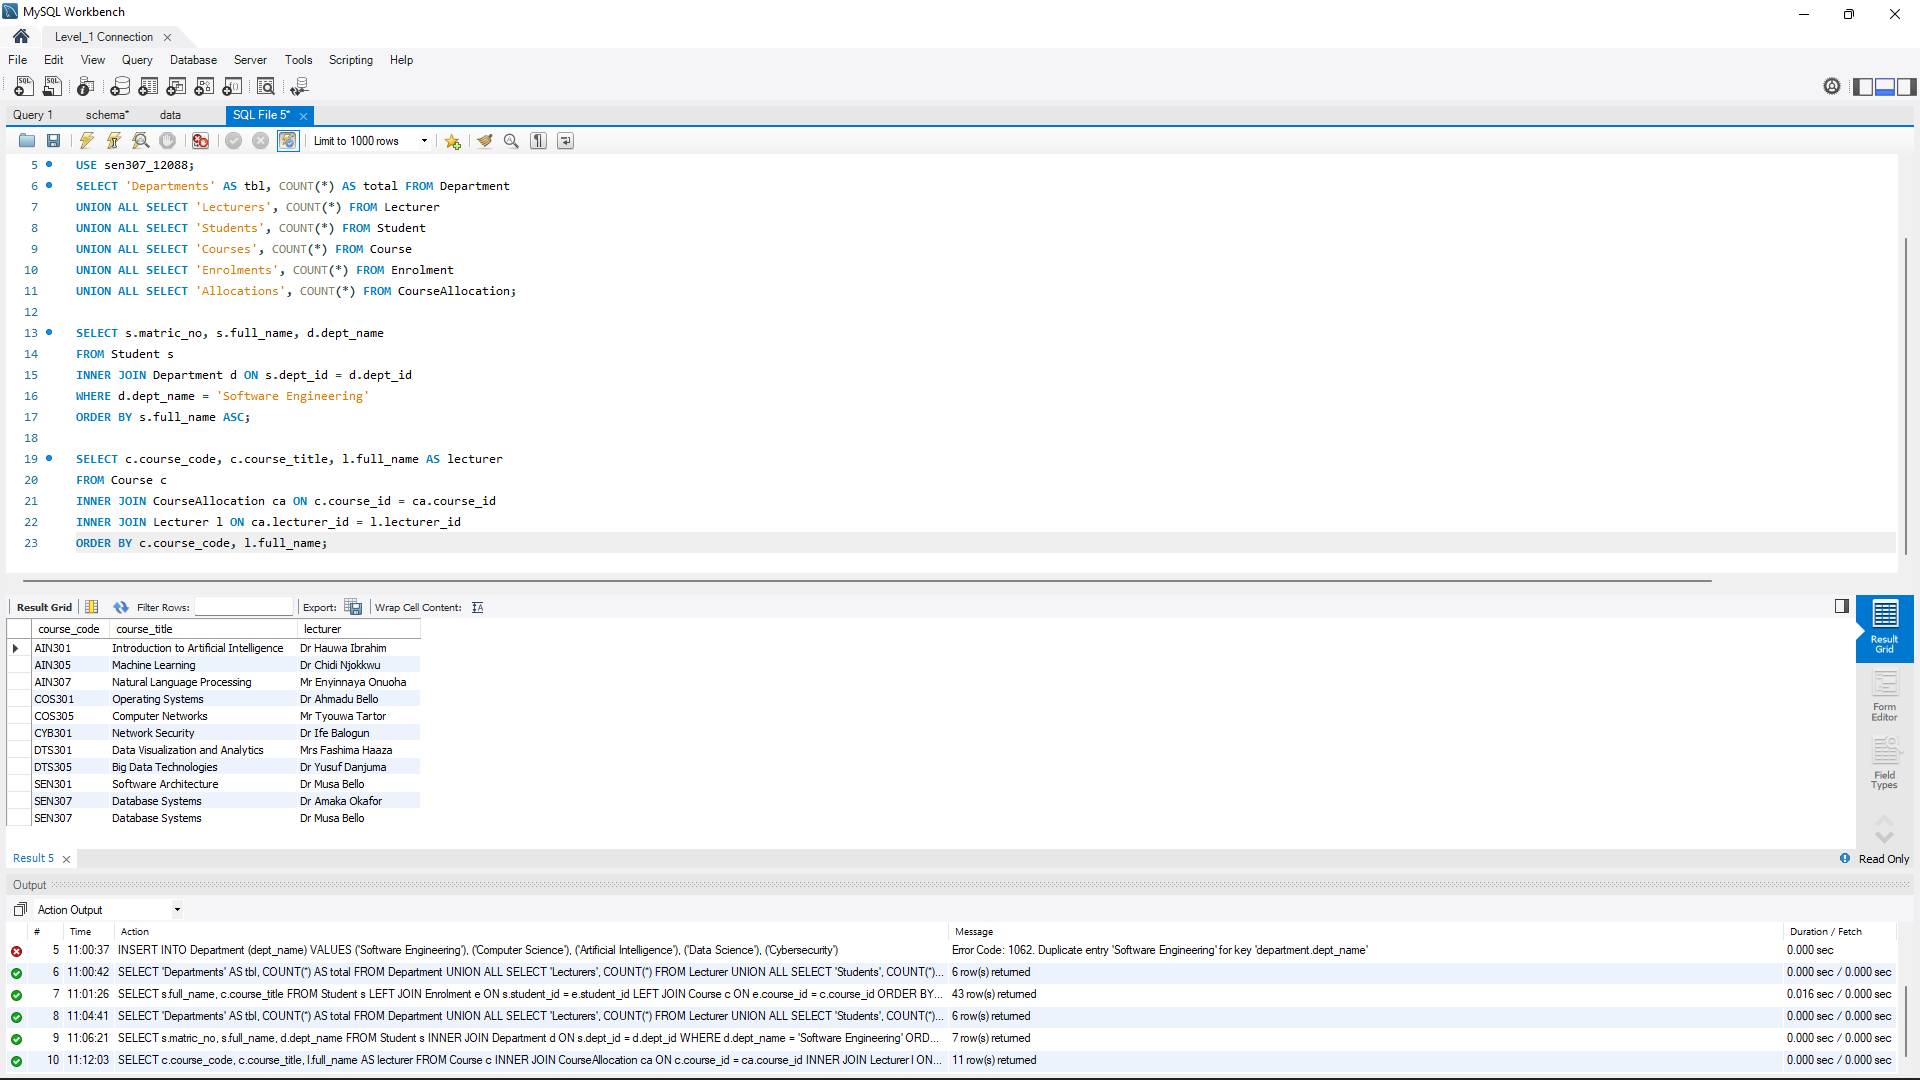 MySQL Workbench
Level_1 Connection
File Edit View Query Database Server Tools Scripting Help
Query 1 schema* data SQL File 5*
Limit to 1000 rows
5 USE sen307_12088;
6 SELECT 'Departments' AS tbl, COUNT(*) AS total FROM Department
7 UNION ALL SELECT 'Lecturers', COUNT(*) FROM Lecturer
8 UNION ALL SELECT 'Students', COUNT(*) FROM Student
9 UNION ALL SELECT 'Courses', COUNT(*) FROM Course
10 UNION ALL SELECT 'Enrolments', COUNT(*) FROM Enrolment
11 UNION ALL SELECT 'Allocations', COUNT(*) FROM CourseAllocation;
12
13 SELECT s.matric_no, s.full_name, d.dept_name
14 FROM Student s
15 INNER JOIN Department d ON s.dept_id = d.dept_id
16 WHERE d.dept_name = 'Software Engineering'
17 ORDER BY s.full_name ASC;
18
19 SELECT c.course_code, c.course_title, l.full_name AS lecturer
20 FROM Course c
21 INNER JOIN CourseAllocation ca ON c.course_id = ca.course_id
22 INNER JOIN Lecturer l ON ca.lecturer_id = l.lecturer_id
23 ORDER BY c.course_code, l.full_name;
Result Grid Filter Rows: Export: Wrap Cell Content:
course_code course_title lecturer
AIN301 Introduction to Artificial Intelligence Dr Hauwa Ibrahim
AIN305 Machine Learning Dr Chidi Njokkwu
AIN307 Natural Language Processing Mr Enyinnaya Onuoha
COS301 Operating Systems Dr Ahmadu Bello
COS305 Computer Networks Mr Tyouwa Tartor
CYB301 Network Security Dr Ife Balogun
DTS301 Data Visualization and Analytics Mrs Fashima Haaza
DTS305 Big Data Technologies Dr Yusuf Danjuma
SEN301 Software Architecture Dr Musa Bello
SEN307 Database Systems Dr Amaka Okafor
SEN307 Database Systems Dr Musa Bello
Result
Grid
Form
Editor
Field
Types
Result 5
Read Only
Output
Action Output
# Time Action Message Duration / Fetch
5 11:00:37 INSERT INTO Department (dept_name) VALUES ('Software Engineering'), ('Computer Science'), ('Artificial Intelligence'), ('Data Science'), ('Cybersecurity') Error Code: 1062. Duplicate entry 'Software Engineering' for key 'department.dept_name' 0.000 sec
6 11:00:42 SELECT 'Departments' AS tbl, COUNT(*) AS total FROM Department UNION ALL SELECT 'Lecturers', COUNT(*) FROM Lecturer UNION ALL SELECT 'Students', COUNT(*)... 6 row(s) returned 0.000 sec / 0.000 sec
7 11:01:26 SELECT s.full_name, c.course_title FROM Student s LEFT JOIN Enrolment e ON s.student_id = e.student_id LEFT JOIN Course c ON e.course_id = c.course_id ORDER BY... 43 row(s) returned 0.016 sec / 0.000 sec
8 11:04:41 SELECT 'Departments' AS tbl, COUNT(*) AS total FROM Department UNION ALL SELECT 'Lecturers', COUNT(*) FROM Lecturer UNION ALL SELECT 'Students', COUNT(*)... 6 row(s) returned 0.000 sec / 0.000 sec
9 11:06:21 SELECT s.matric_no, s.full_name, d.dept_name FROM Student s INNER JOIN Department d ON s.dept_id = d.dept_id WHERE d.dept_name = 'Software Engineering' ORD... 7 row(s) returned 0.000 sec / 0.000 sec
10 11:12:03 SELECT c.course_code, c.course_title, l.full_name AS lecturer FROM Course c INNER JOIN CourseAllocation ca ON c.course_id = ca.course_id INNER JOIN Lecturer l ON... 11 row(s) returned 0.000 sec / 0.000 sec